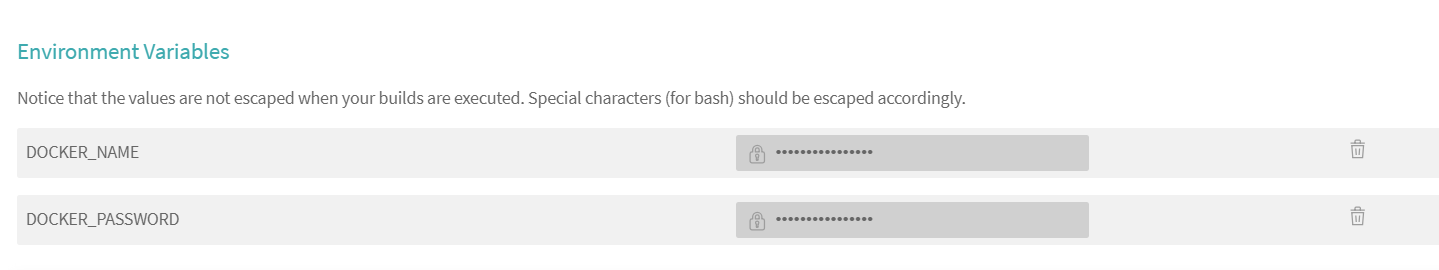 Environment Variables
Notice that the values are not escaped when your builds are executed. Special characters (for bash) should be escaped accordingly.
DOCKER_NAME ••••••••••••••••
DOCKER_PASSWORD ••••••••••••••••